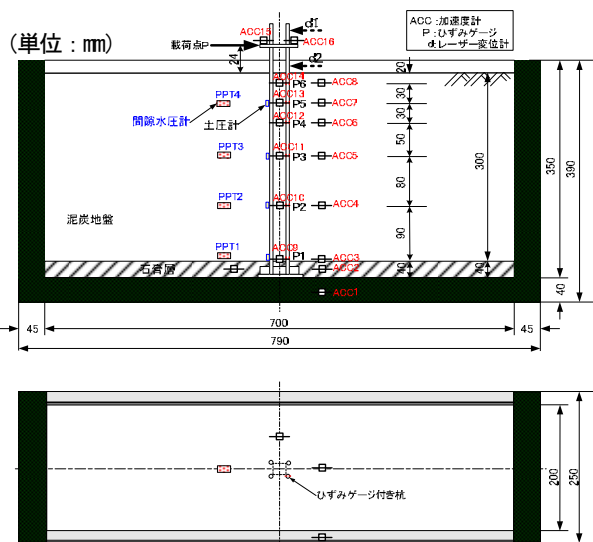 (単位：㎜)
ACC：加速度計
P：ひずみゲージ
d:レーザー変位計
ACC15
d1
載荷点P
ACC16
24
d2
20
ACC14
P6
ACC8
30
PPT4
ACC13
P5
ACC7
30
間隙水圧計
土圧計
ACC12
P4
ACC6
50
PPT3
ACC11
P3
ACC5
300
350
390
80
PPT2
ACC10
P2
ACC4
泥炭地盤
90
PPT1
ACC9
P1
ACC3
石膏層
ACC2
40
40
ACC1
40
45
700
45
790
ひずみゲージ付き杭
200
250